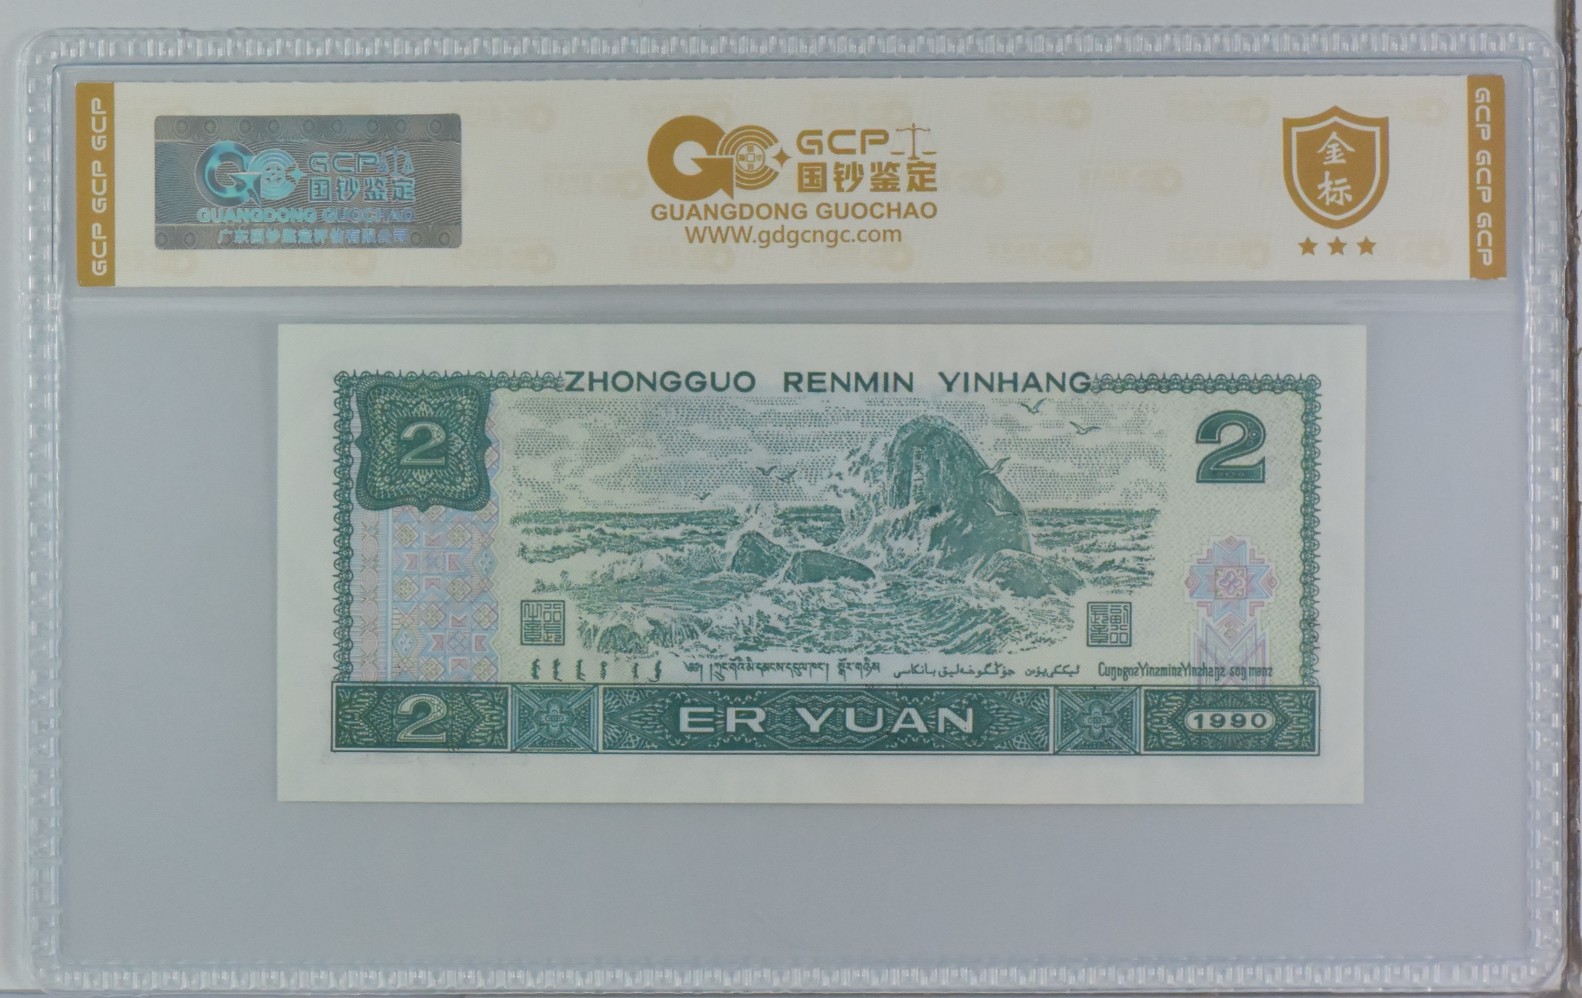 GCP GCP GCP
GCP
国钞鉴定
GUANGDONG GUOCHAO
GCP
国钞鉴定
GUANGDONG GUOCHAO
WWW.gdgcngc.com
金
标
GCP GCP GCP
ZHONGGUO RENMIN YINHANG
2
2
2
ER YUAN
1990